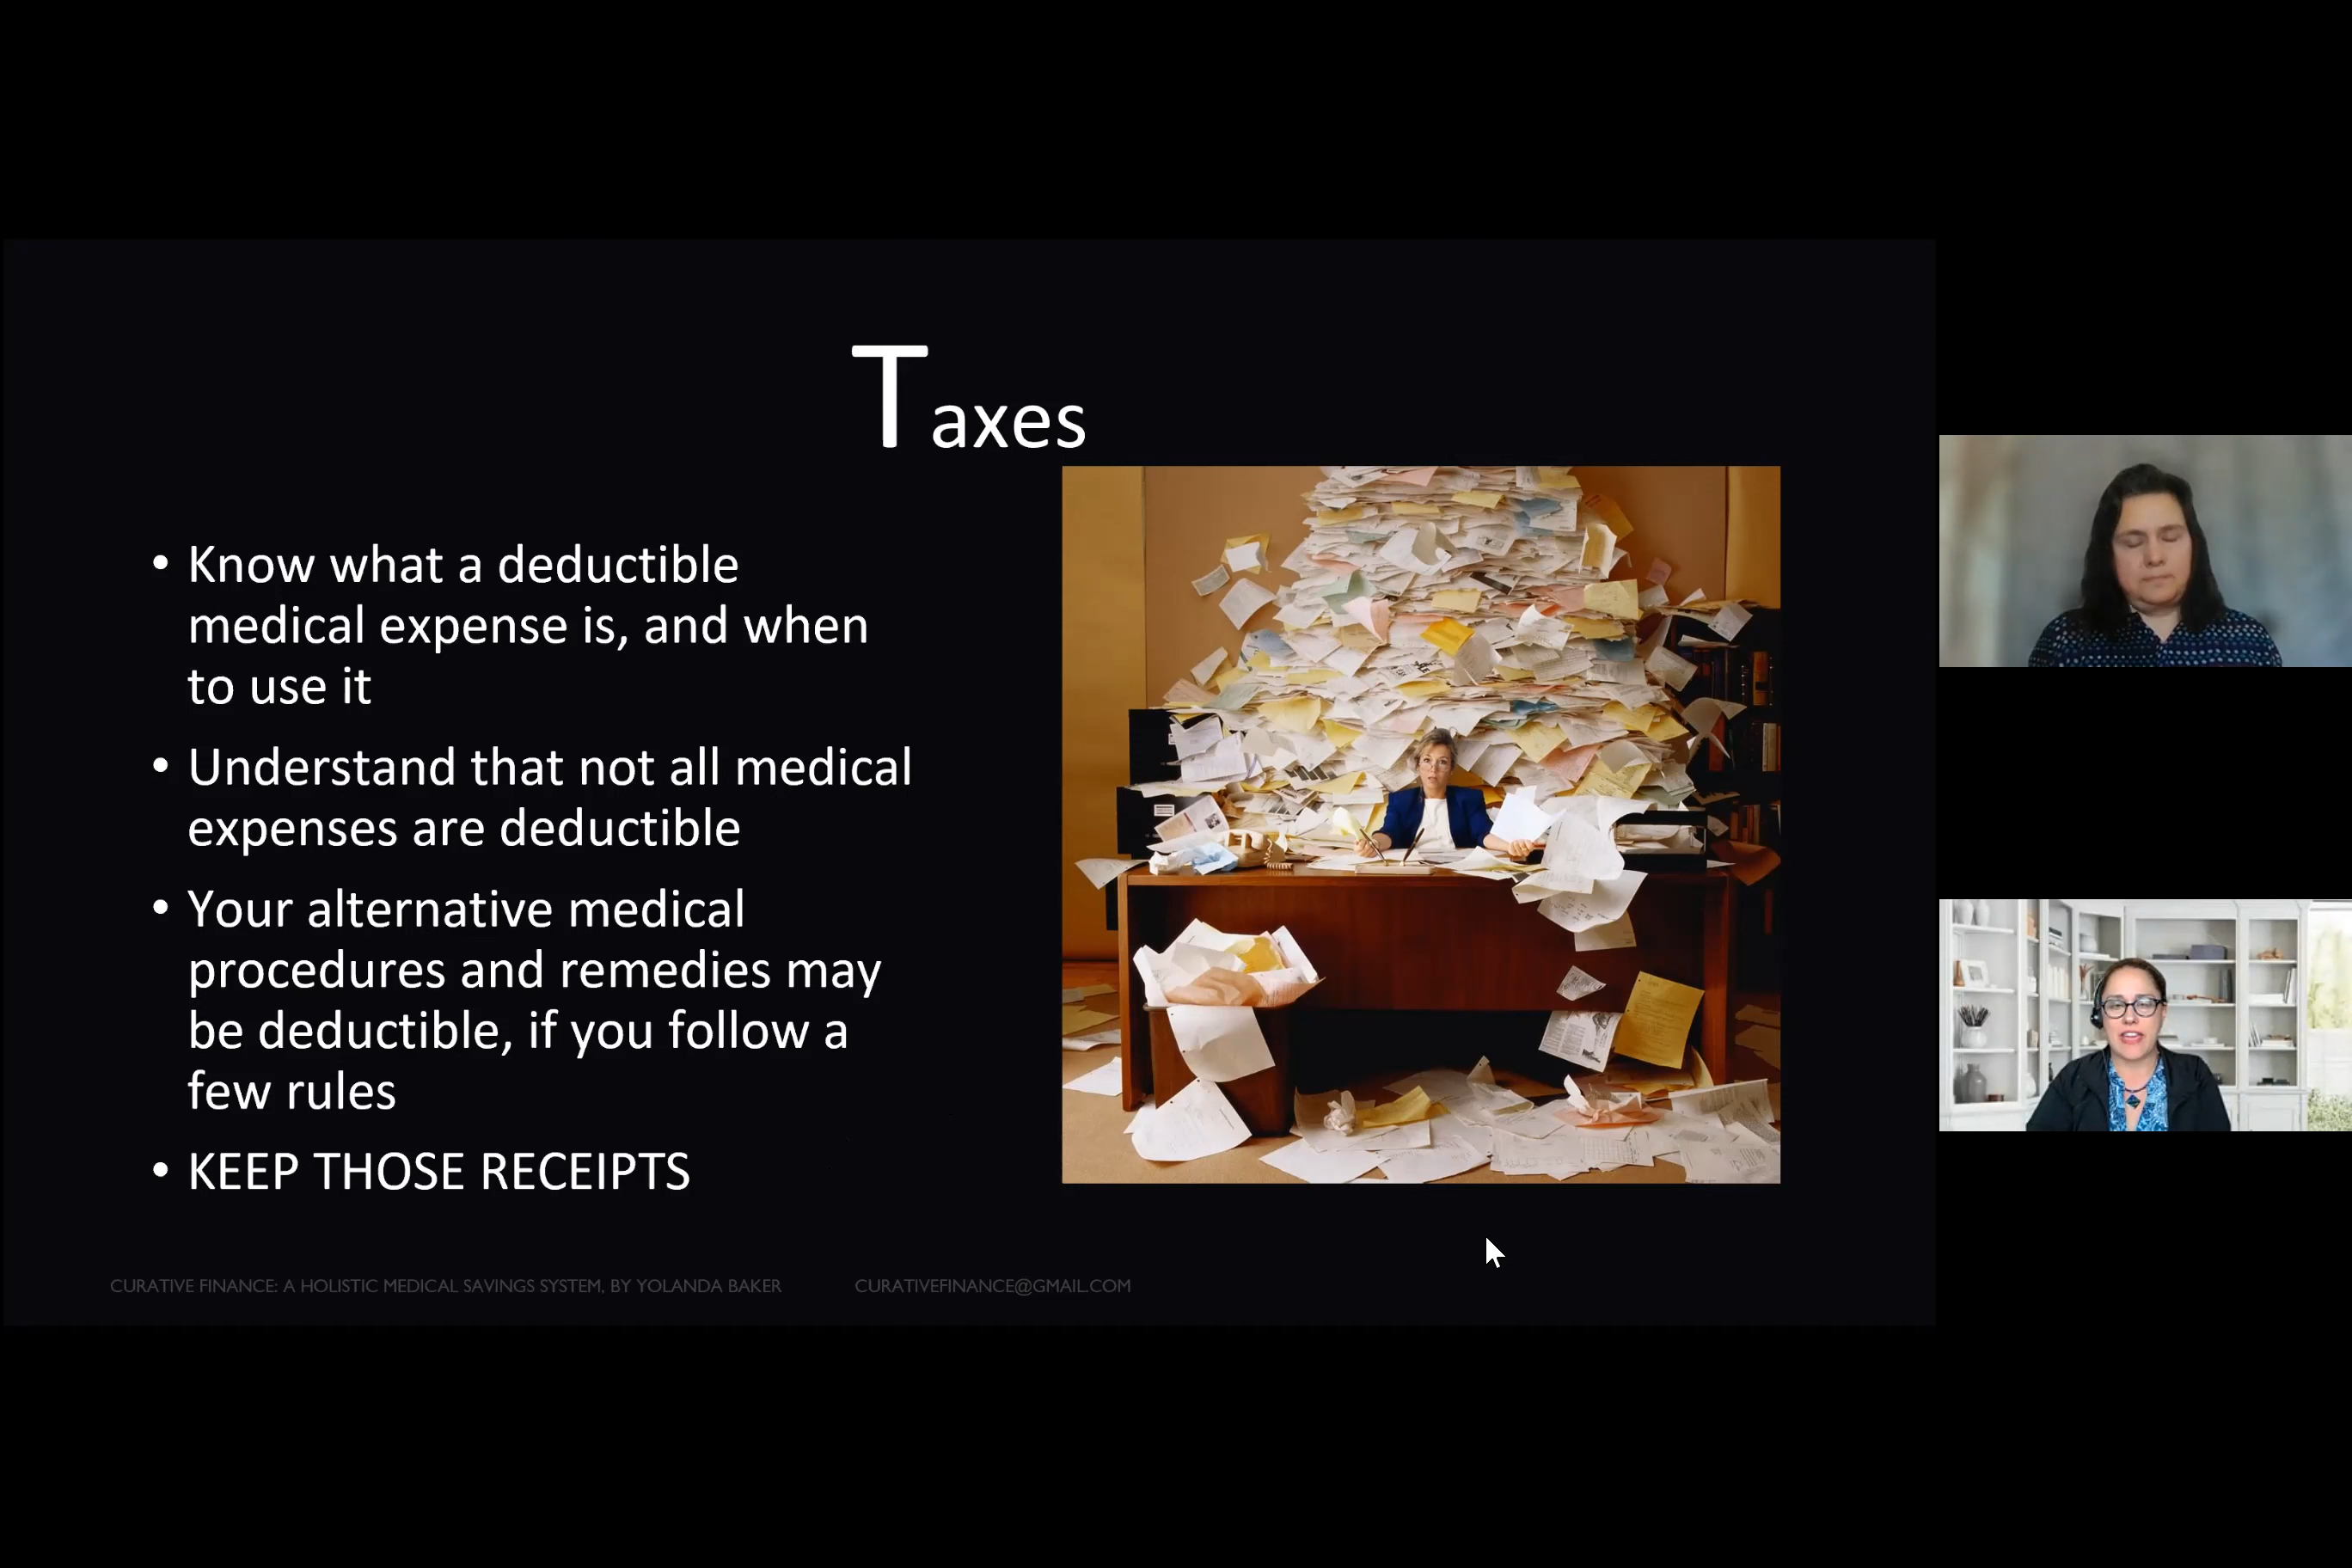 Taxes
• Know what a deductible
medical expense is, and when
to use it
• Understand that not all medical
expenses are deductible
• Your alternative medical
procedures and remedies may
be deductible, if you follow a
few rules
• KEEP THOSE RECEIPTS
CURATIVE FINANCE: A HOLISTIC MEDICAL SAVINGS SYSTEM, BY YOLANDA BAKER CURATIVEFINANCE@GMAIL.COM